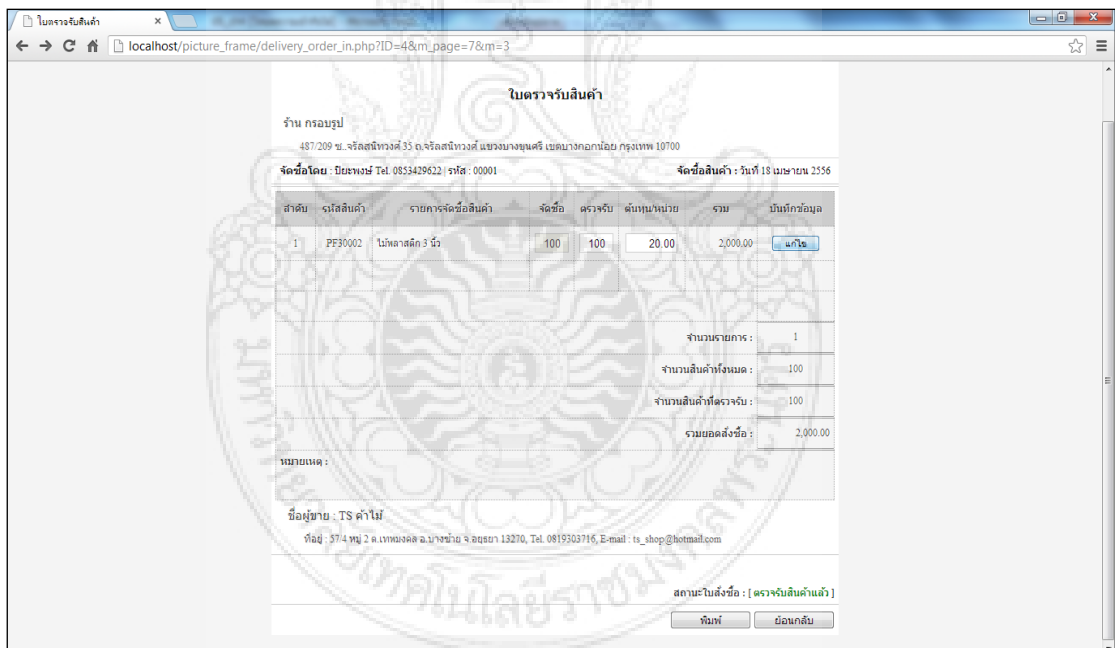 ใบตรวจรับสินค้า
localhost/picture_frame/delivery_order_in.php?ID=4&m_page=7&m=3
ใบตรวจรับสินค้า
ร้าน กรอบรูป
487/209 ซ..จรัลสนิทวงศ์ 35 ถ.จรัลสนิทวงศ์ แขวงบางขุนศรี เขตบางกอกน้อย กรุงเทพ 10700
จัดซื้อโดย : ปิยะพงษ์ Tel. 0853429622 | รหัส : 00001 จัดซื้อสินค้า : วันที่ 18 เมษายน 2556
ลำดับ รหัสสินค้า รายการจัดซื้อสินค้า จัดซื้อ ตรวจรับ ต้นทุน/หน่วย รวม บันทึกข้อมูล
1 PF30002 ไม้พลาสติก 3 นิ้ว 100 100 20.00 2,000.00 แก้ไข
จำนวนรายการ : 1
จำนวนสินค้าทั้งหมด : 100
จำนวนสินค้าที่ตรวจรับ : 100
รวมยอดสั่งซื้อ : 2,000.00
หมายเหตุ :
ชื่อผู้ขาย : TS ค้าไม้
ที่อยู่ : 57/4 หมู่ 2 ต.เทพมงคล อ.บางซ้าย จ.อยุธยา 13270, Tel. 0819303716, E-mail : ts_shop@hotmail.com
สถานะใบสั่งซื้อ : [ ตรวจรับสินค้าแล้ว ]
พิมพ์ ย้อนกลับ